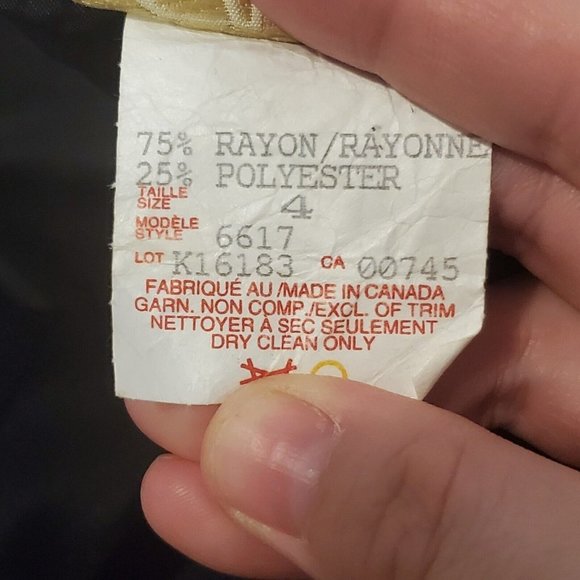 75% RAYON/RAYONNE
25% POLYESTER
TAILLE
SIZE 4
MODÈLE
STYLE 6617
LOT K16183 CA 00745
FABRIQUÉ AU /MADE IN CANADA
GARN. NON COMP./EXCL. OF TRIM
NETTOYER À SEC SEULEMENT
DRY CLEAN ONLY